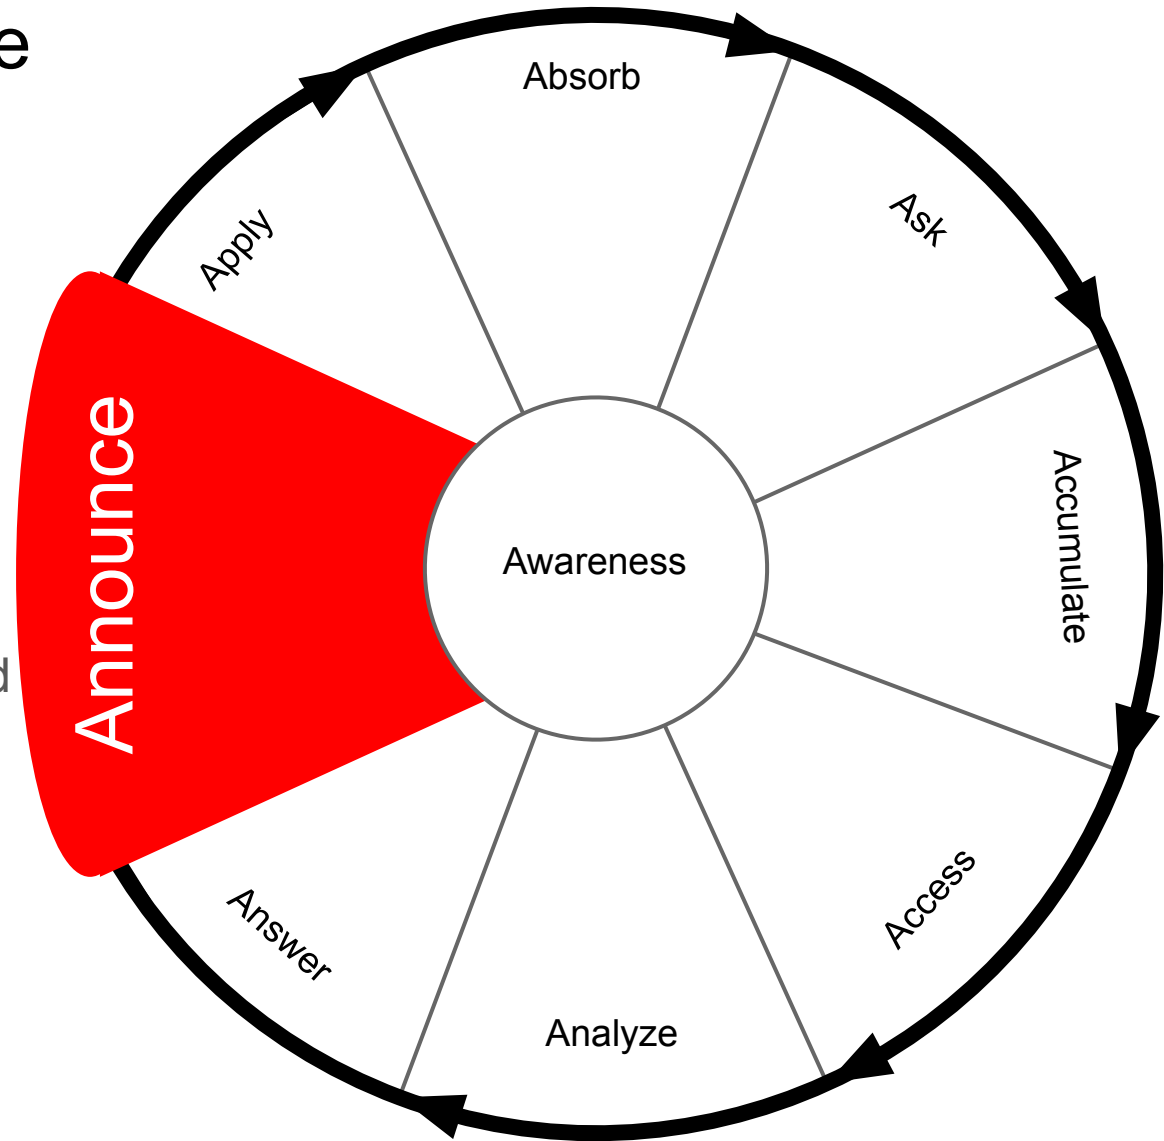 e
Absorb
Ask
Accumulate
Access
Analyze
Answer
Announce
Apply
Awareness
d